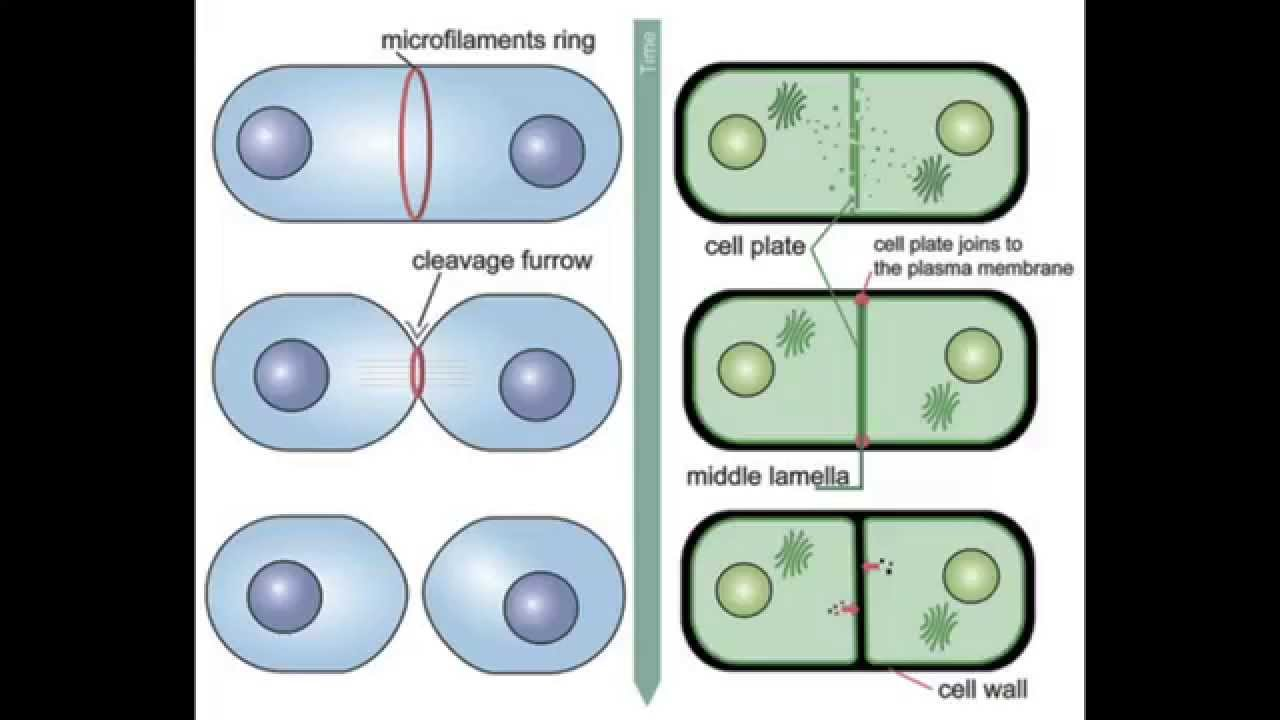 microfilaments ring
Time
cleavage furrow
cell plate
cell plate joins to
the plasma membrane
middle lamella
cell wall